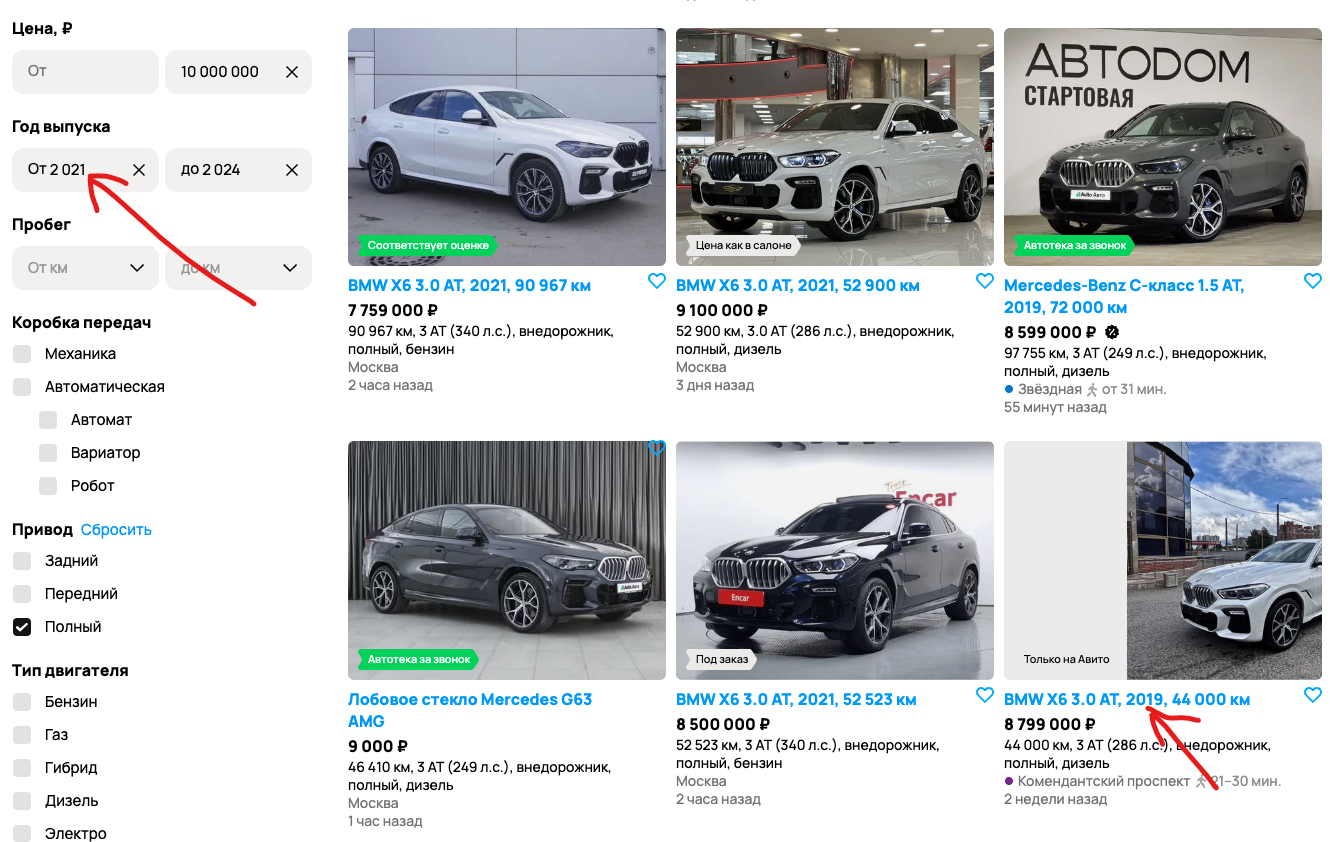 Цена, ₽
От
10 000 000
Год выпуска
От 2 021
до 2 024
Пробег
От км
до км
Коробка передач
Механика
Автоматическая
Автомат
Вариатор
Робот
Привод Сбросить
Задний
Передний
Полный
Тип двигателя
Бензин
Газ
Гибрид
Дизель
Электро
Соответствует оценке
BMW X6 3.0 AT, 2021, 90 967 км
7 759 000 ₽
90 967 км, 3 AT (340 л.с.), внедорожник,
полный, бензин
Москва
2 часа назад
Цена как в салоне
BMW X6 3.0 AT, 2021, 52 900 км
9 100 000 ₽
52 900 км, 3.0 AT (286 л.с.), внедорожник,
полный, дизель
Москва
3 дня назад
АВТОDОМ
СТАРТОВАЯ
Avito Авто
Автотека за звонок
Mercedes-Benz C-класс 1.5 AT,
2019, 72 000 км
8 599 000 ₽
97 755 км, 3 AT (249 л.с.), внедорожник,
полный, дизель
Звёздная от 31 мин.
55 минут назад
Avito Авто
Автотека за звонок
Лобовое стекло Mercedes G63
AMG
9 000 ₽
46 410 км, 3 AT (249 л.с.), внедорожник,
полный, дизель
Москва
1 час назад
Truck
Encar
Encar
Под заказ
BMW X6 3.0 AT, 2021, 52 523 км
8 500 000 ₽
52 523 км, 3 AT (340 л.с.), внедорожник,
полный, бензин
Москва
2 часа назад
Только на Авито
BMW X6 3.0 AT, 2019, 44 000 км
8 799 000 ₽
44 000 км, 3 AT (286 л.с.), внедорожник,
полный, дизель
Комендантский проспект 21–30 мин.
2 недели назад